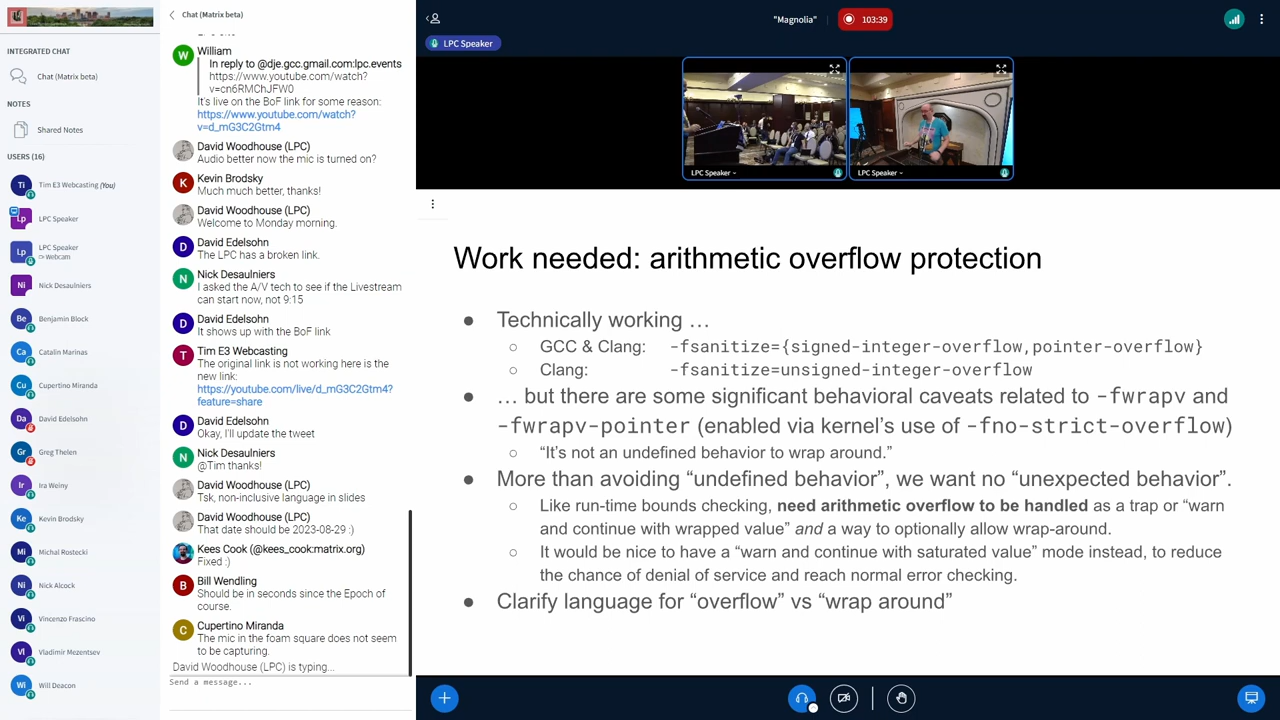 INTEGRATED CHAT
Chat (Matrix beta)
NOTES
Shared Notes
USERS (16)
Ti Tim E3 Webcasting (You)
Lp LPC Speaker
Lp LPC Speaker
Webcam
Ni Nick Desaulniers
Be Benjamin Block
Ca Catalin Marinas
Cu Cupertino Miranda
Da David Edelsohn
Gr Greg Thelen
Ir Ira Weiny
Ke Kevin Brodsky
Mi Michal Rostecki
Ni Nick Alcock
Vi Vincenzo Frascino
Vl Vladimir Mezentsev
Wi Will Deacon
Chat (Matrix beta)
W William
In reply to @dje.gcc.gmail.com:lpc.events
https://www.youtube.com/watch?
v=cn6RMChJFW0
It's live on the BoF link for some reason:
https://www.youtube.com/watch?
v=d_mG3C2Gtm4
David Woodhouse (LPC)
Audio better now the mic is turned on?
K Kevin Brodsky
Much much better, thanks!
David Woodhouse (LPC)
Welcome to Monday morning.
D David Edelsohn
The LPC has a broken link.
N Nick Desaulniers
I asked the A/V tech to see if the Livestream
can start now, not 9:15
D David Edelsohn
It shows up with the BoF link
T Tim E3 Webcasting
The original link is not working here is the
new link:
https://youtube.com/live/d_mG3C2Gtm4?
feature=share
D David Edelsohn
Okay, I'll update the tweet
N Nick Desaulniers
@Tim thanks!
David Woodhouse (LPC)
Tsk, non-inclusive language in slides
David Woodhouse (LPC)
That date should be 2023-08-29 :)
Kees Cook (@kees_cook:matrix.org)
Fixed :)
B Bill Wendling
Should be in seconds since the Epoch of
course.
C Cupertino Miranda
The mic in the foam square does not seem
to be capturing.
David Woodhouse (LPC) is typing...
Send a message...
"Magnolia"
103:39
LPC Speaker
LPC Speaker
LPC Speaker
Work needed: arithmetic overflow protection
● Technically working …
○ GCC & Clang: -fsanitize={signed-integer-overflow,pointer-overflow}
○ Clang: -fsanitize=unsigned-integer-overflow
● … but there are some significant behavioral caveats related to -fwrapv and
-fwrapv-pointer (enabled via kernel's use of -fno-strict-overflow)
○ “It's not an undefined behavior to wrap around.”
● More than avoiding “undefined behavior”, we want no “unexpected behavior”.
○ Like run-time bounds checking, need arithmetic overflow to be handled as a trap or “warn
and continue with wrapped value” and a way to optionally allow wrap-around.
○ It would be nice to have a “warn and continue with saturated value” mode instead, to reduce
the chance of denial of service and reach normal error checking.
● Clarify language for “overflow” vs “wrap around”